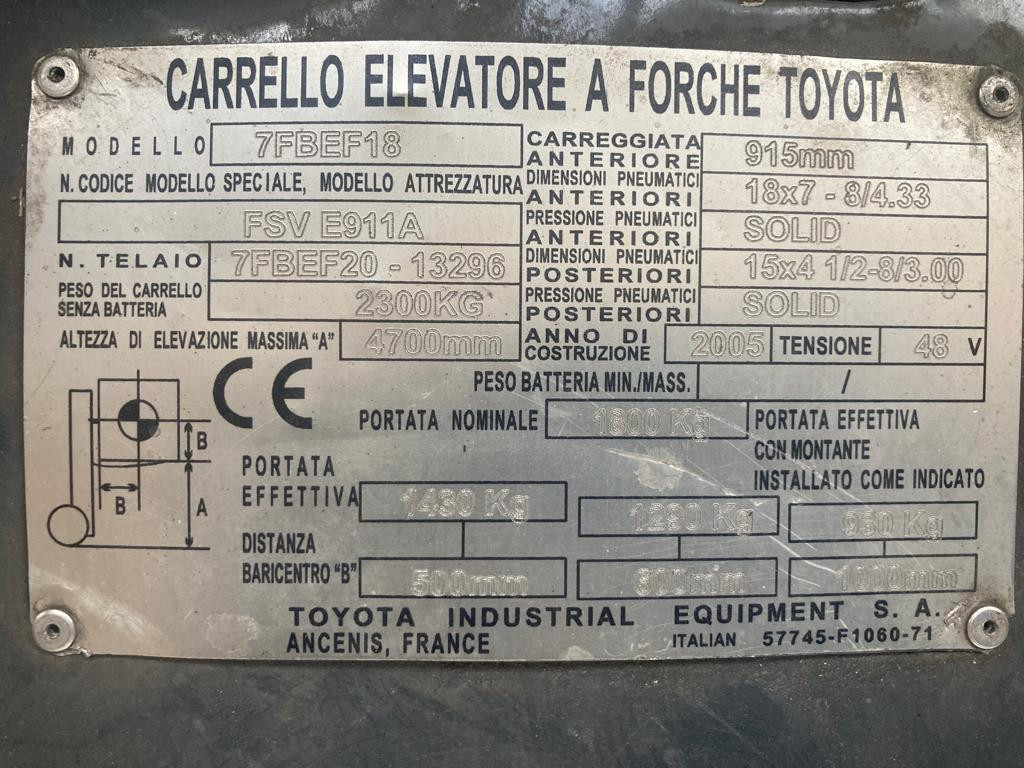 CARRELLO ELEVATORE A FORCHE TOYOTA
MODELLO 7FBEF18
N. CODICE MODELLO SPECIALE, MODELLO ATTREZZATURA
FSV E911A
N. TELAIO 7FBEF20 - 13296
PESO DEL CARRELLO
SENZA BATTERIA 2300KG
ALTEZZA DI ELEVAZIONE MASSIMA "A" 4700mm
CARREGGIATA
ANTERIORE 915mm
DIMENSIONI PNEUMATICI
ANTERIORI 18x7 - 8/4.33
PRESSIONE PNEUMATICI
ANTERIORI SOLID
DIMENSIONI PNEUMATICI
POSTERIORI 15x4 1/2-8/3.00
PRESSIONE PNEUMATICI
POSTERIORI SOLID
ANNO DI
COSTRUZIONE 2005 TENSIONE 48 V
PESO BATTERIA MIN./MASS. /
CE
B
B
A
PORTATA NOMINALE 1800 Kg
PORTATA EFFETTIVA
CON MONTANTE
INSTALLATO COME INDICATO
PORTATA
EFFETTIVA 1430 Kg Kg Kg
DISTANZA
BARICENTRO "B" 500mm
TOYOTA INDUSTRIAL EQUIPMENT S. A.
ANCENIS, FRANCE
ITALIAN 57745-F1060-71